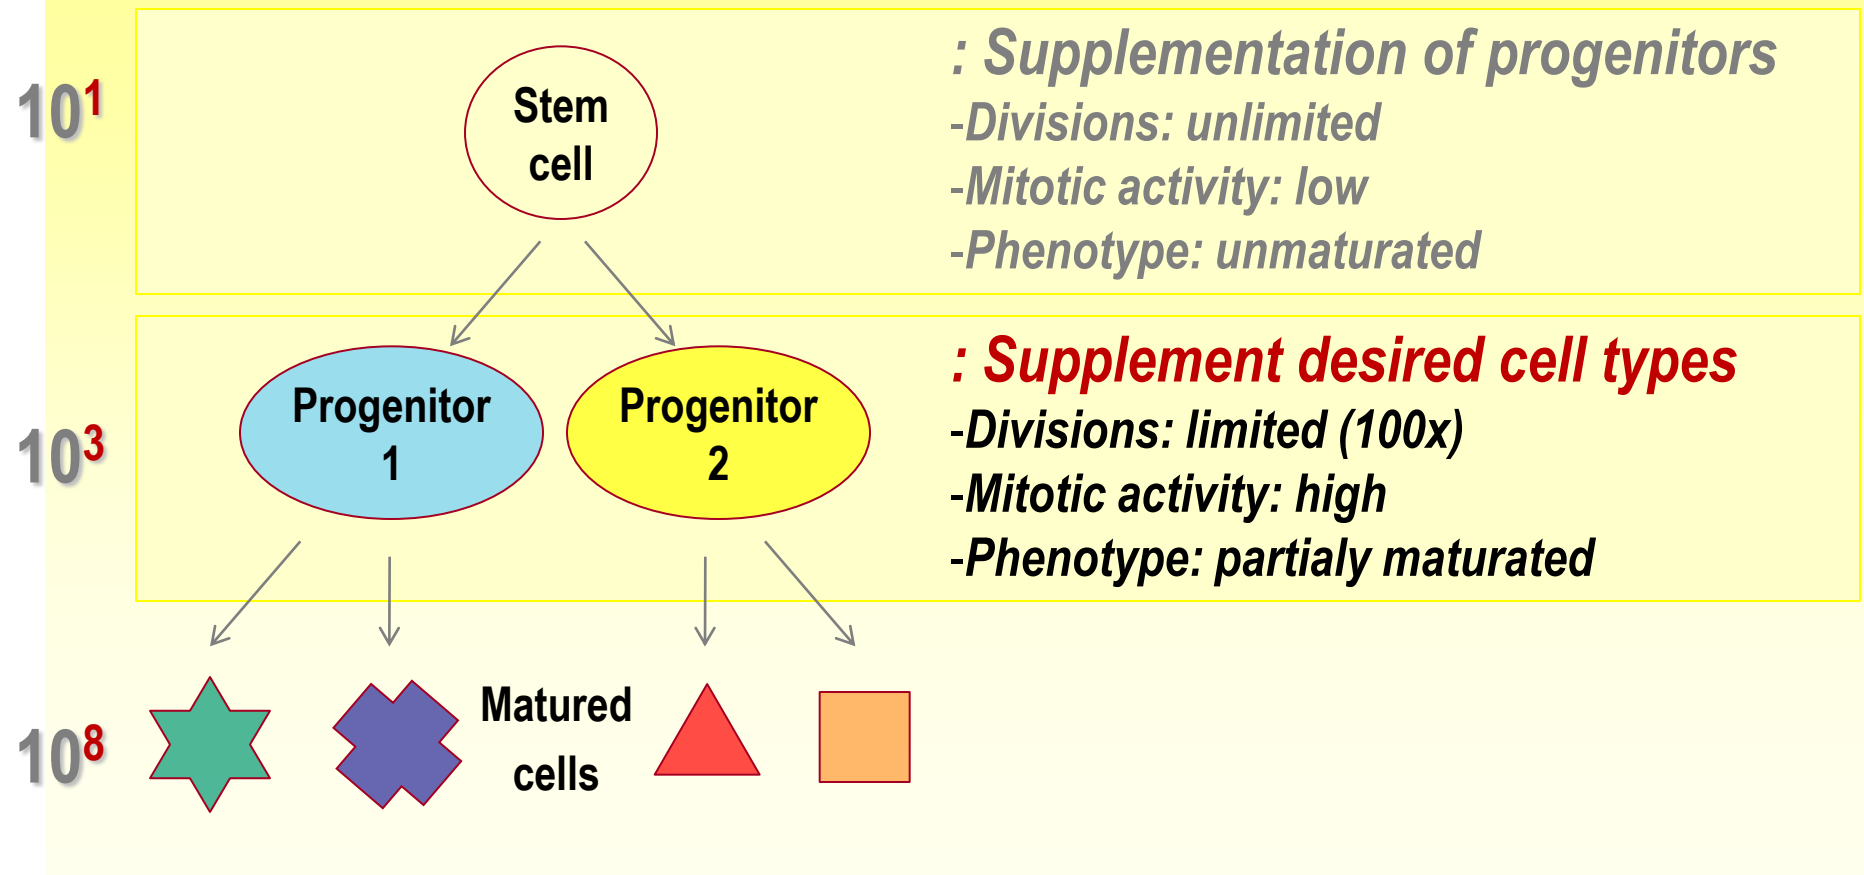 10¹
Stem
cell
: Supplementation of progenitors
-Divisions: unlimited
-Mitotic activity: low
-Phenotype: unmaturated
10³
Progenitor
1
Progenitor
2
: Supplement desired cell types
-Divisions: limited (100x)
-Mitotic activity: high
-Phenotype: partialy maturated
10⁸
Matured
cells